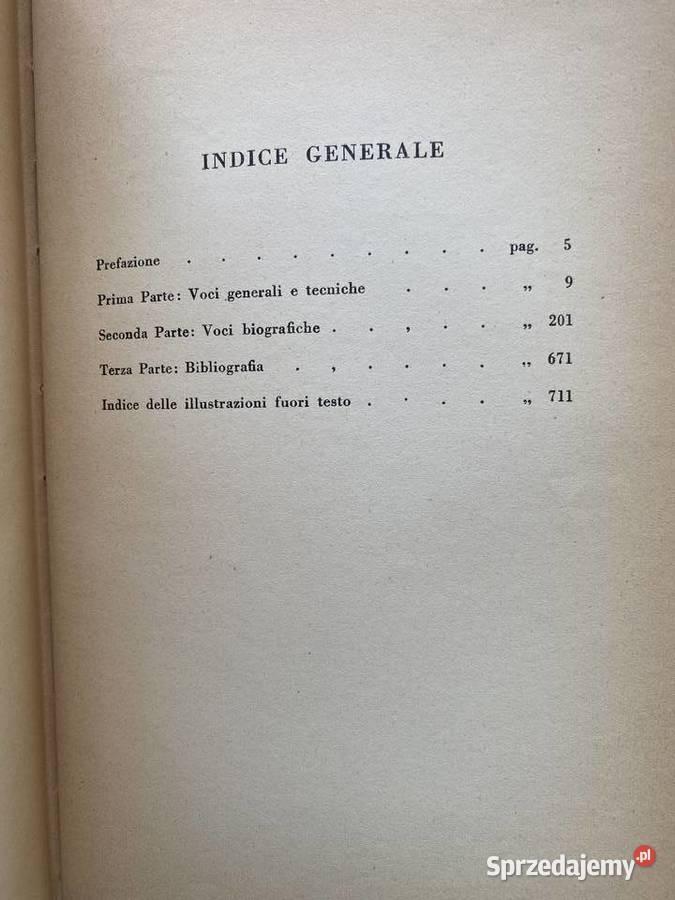 INDICE GENERALE
Prefazione . . . . . . . . . pag. 5
Prima Parte: Voci generali e tecniche . . . „ 9
Seconda Parte: Voci biografiche . . , . . „ 201
Terza Parte: Bibliografia . , . . . . „ 671
Indice delle illustrazioni fuori testo . . . . „ 711
Sprzedajemy.pl